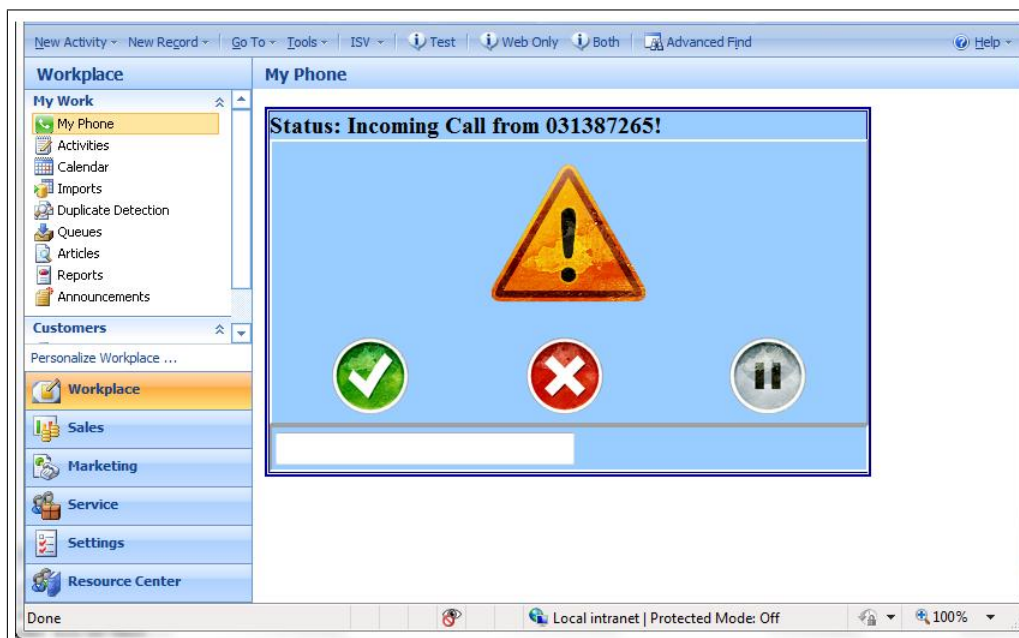 New Activity New Record Go To Tools ISV Test Web Only Both Advanced Find Help
Workplace
My Phone
My Work
My Phone
Activities
Calendar
Imports
Duplicate Detection
Queues
Articles
Reports
Announcements
Customers
Personalize Workplace ...
Workplace
Sales
Marketing
Service
Settings
Resource Center
Status: Incoming Call from 031387265!
Done Local intranet | Protected Mode: Off 100%